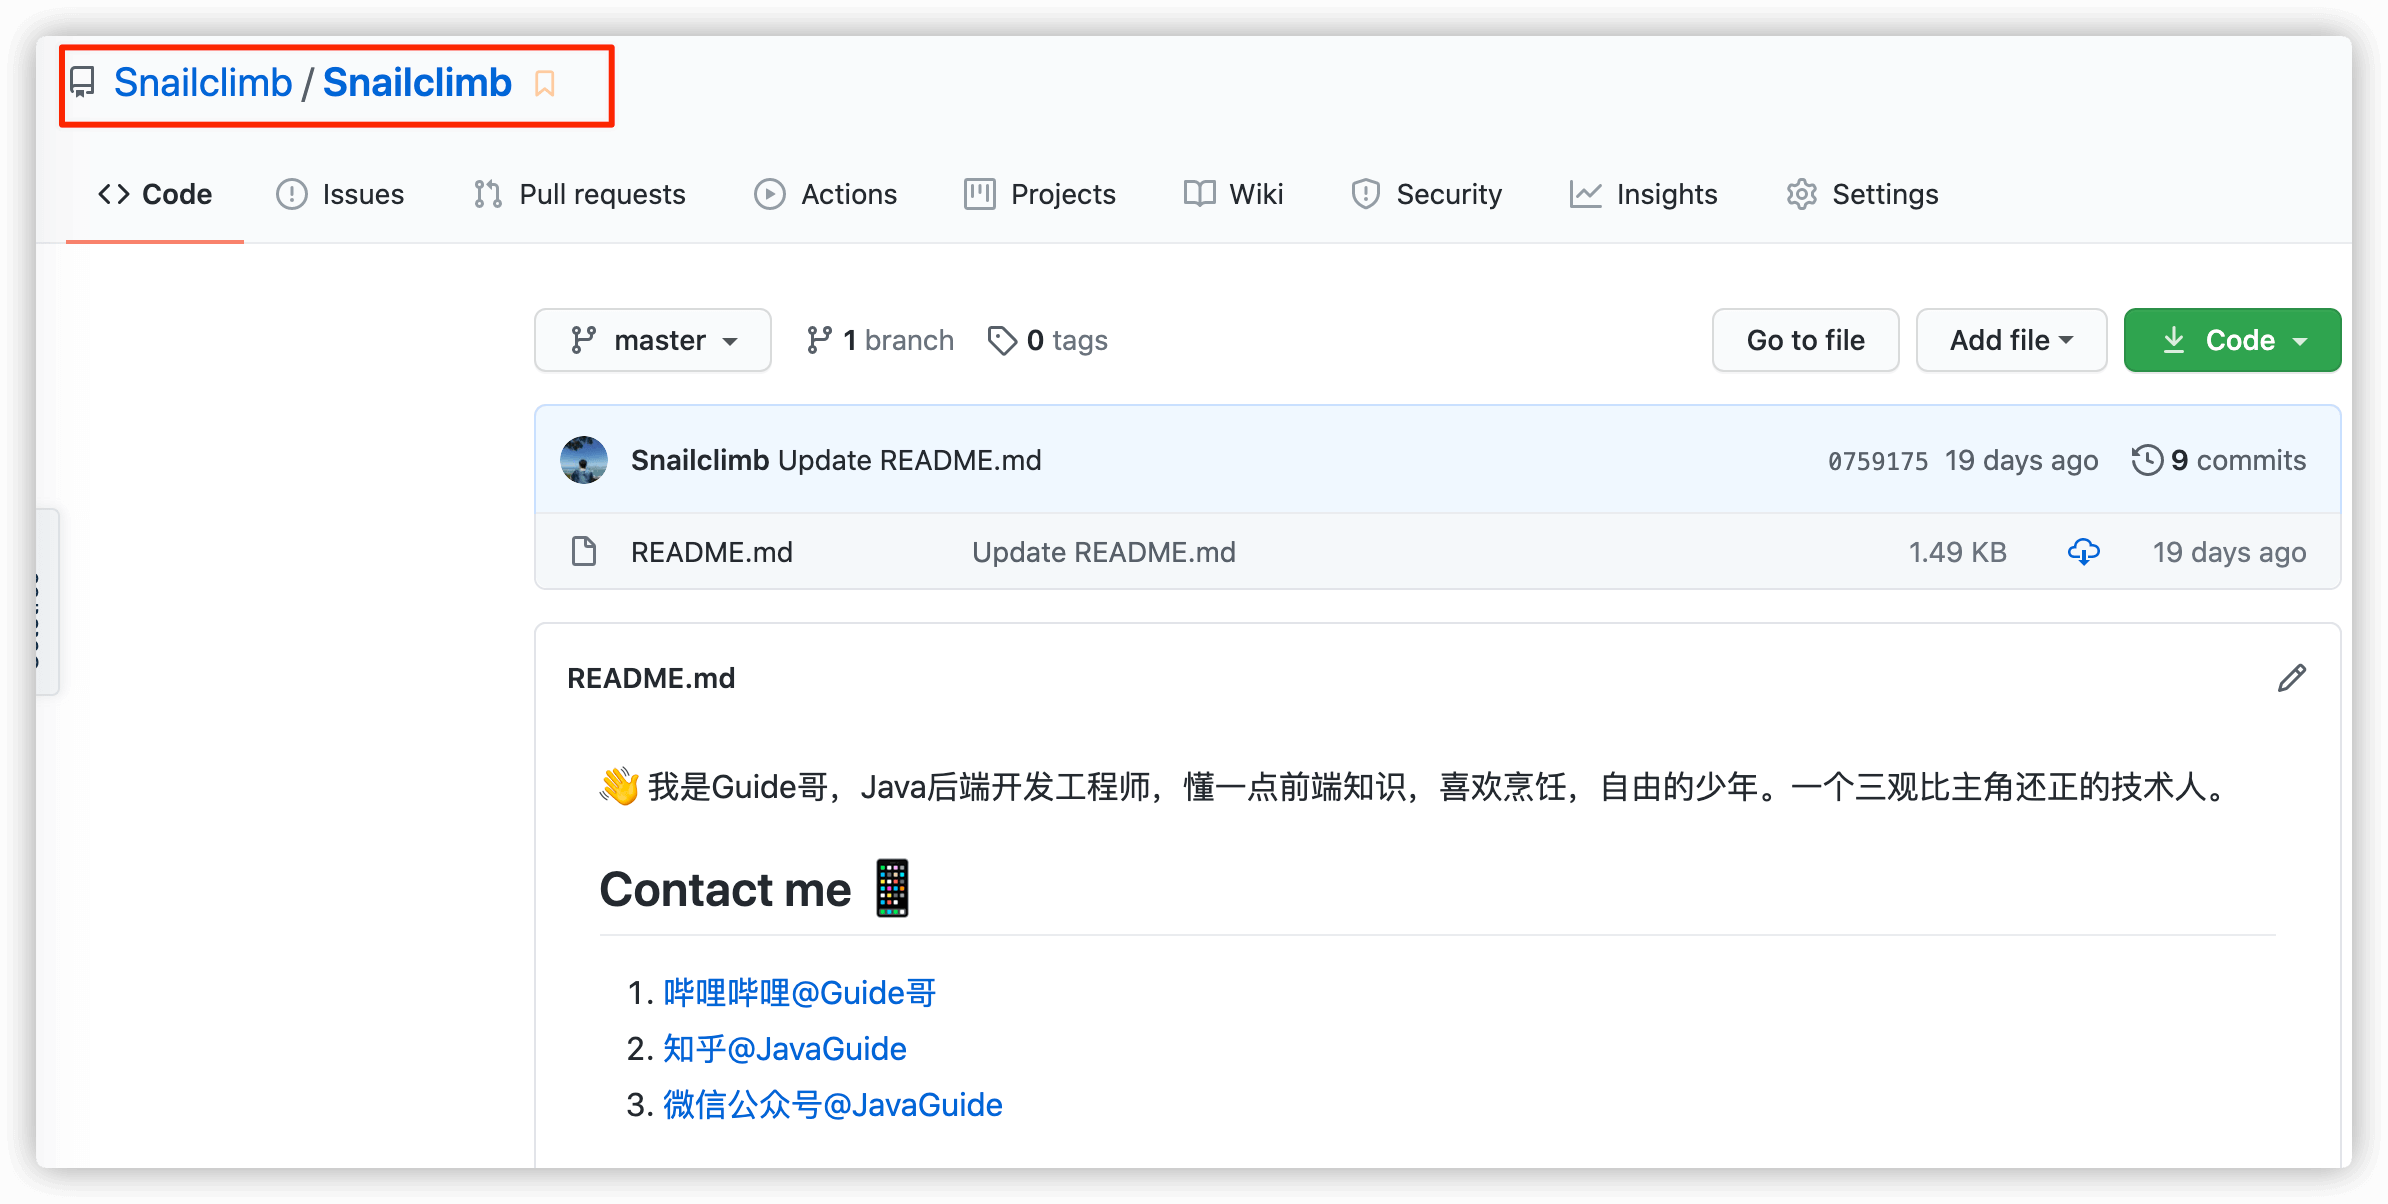 Snailclimb / Snailclimb
Code Issues Pull requests Actions Projects Wiki Security Insights Settings
master 1 branch 0 tags Go to file Add file Code
Snailclimb Update README.md 0759175 19 days ago 9 commits
README.md Update README.md 1.49 KB 19 days ago
README.md
👋 我是Guide哥，Java后端开发工程师，懂一点前端知识，喜欢烹饪，自由的少年。一个三观比主角还正的技术人。
Contact me 📱
1. 哔哩哔哩@Guide哥
2. 知乎@JavaGuide
3. 微信公众号@JavaGuide